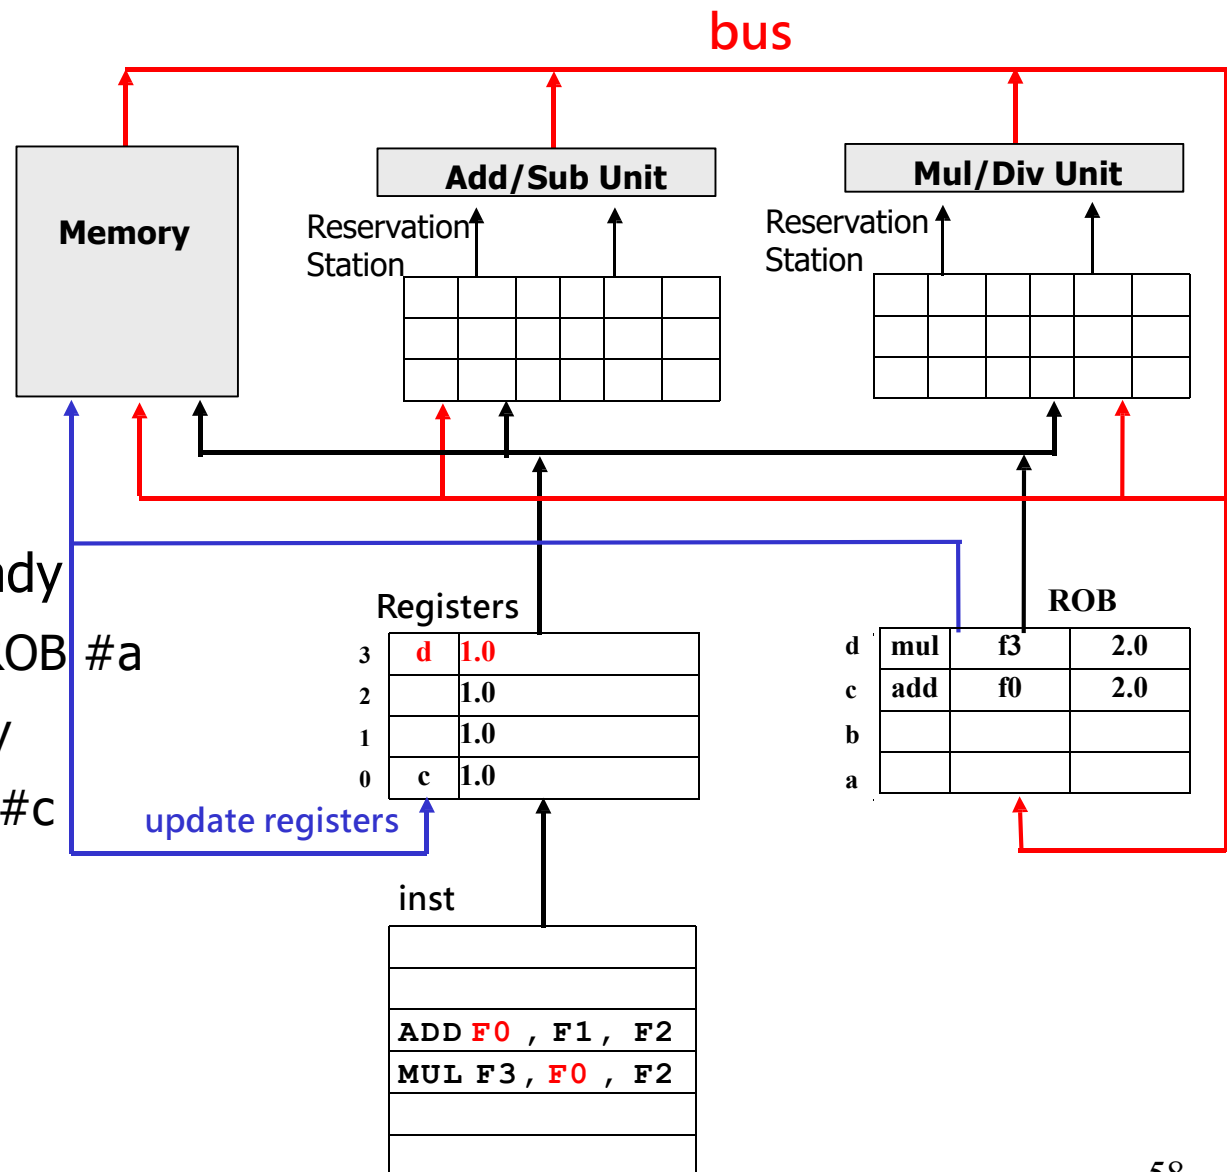 bus
Memory
Add/Sub Unit
Mul/Div Unit
Reservation
Station
Reservation
Station
#a
#c
Registers
3 d 1.0
2 1.0
1 1.0
0 c 1.0
update registers
ROB
d mul f3 2.0
c add f0 2.0
b
a
inst
ADD F0 , F1, F2
MUL F3, F0 , F2